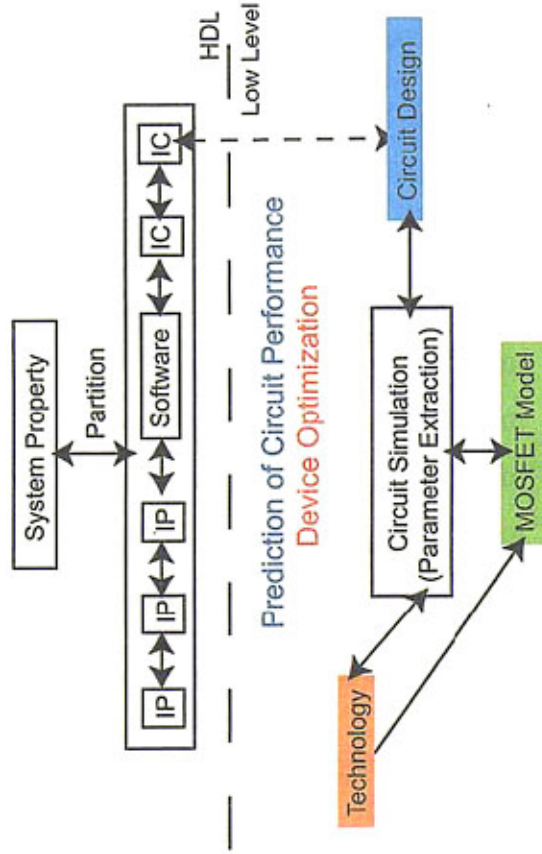 System Property
Partition
IP
IP
IP
Software
IC
IC
HDL
Low Level
Prediction of Circuit Performance
Device Optimization
Technology
Circuit Simulation
(Parameter Extraction)
Circuit Design
MOSFET Model